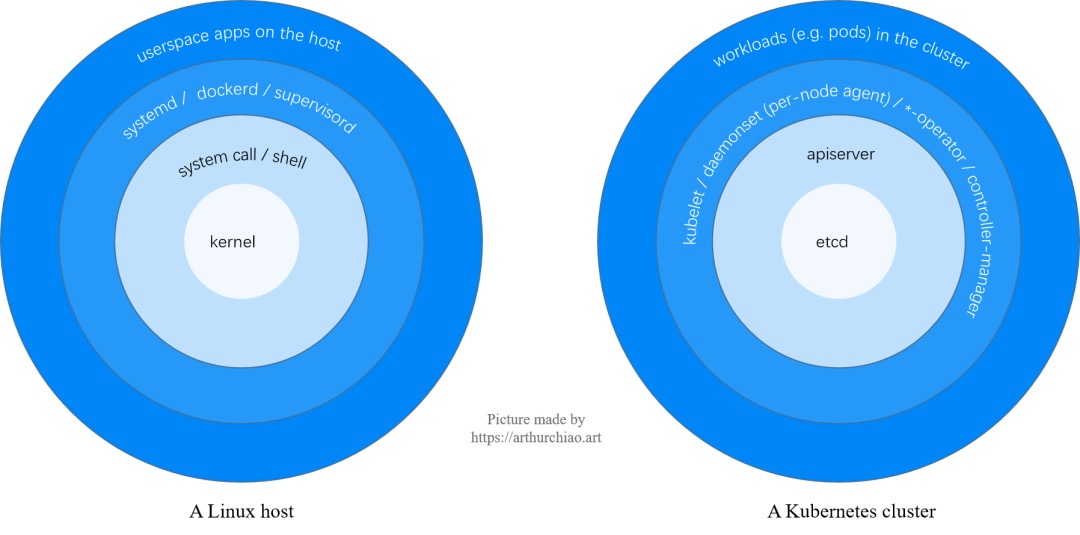 userspace apps on the host
systemd / dockerd / supervisord
system call / shell
kernel
A Linux host
workloads (e.g. pods) in the cluster
kubelet / daemonset (per-node agent) / *-operator / controller-manager
apiserver
etcd
A Kubernetes cluster
Picture made by
https://arthurchiao.art